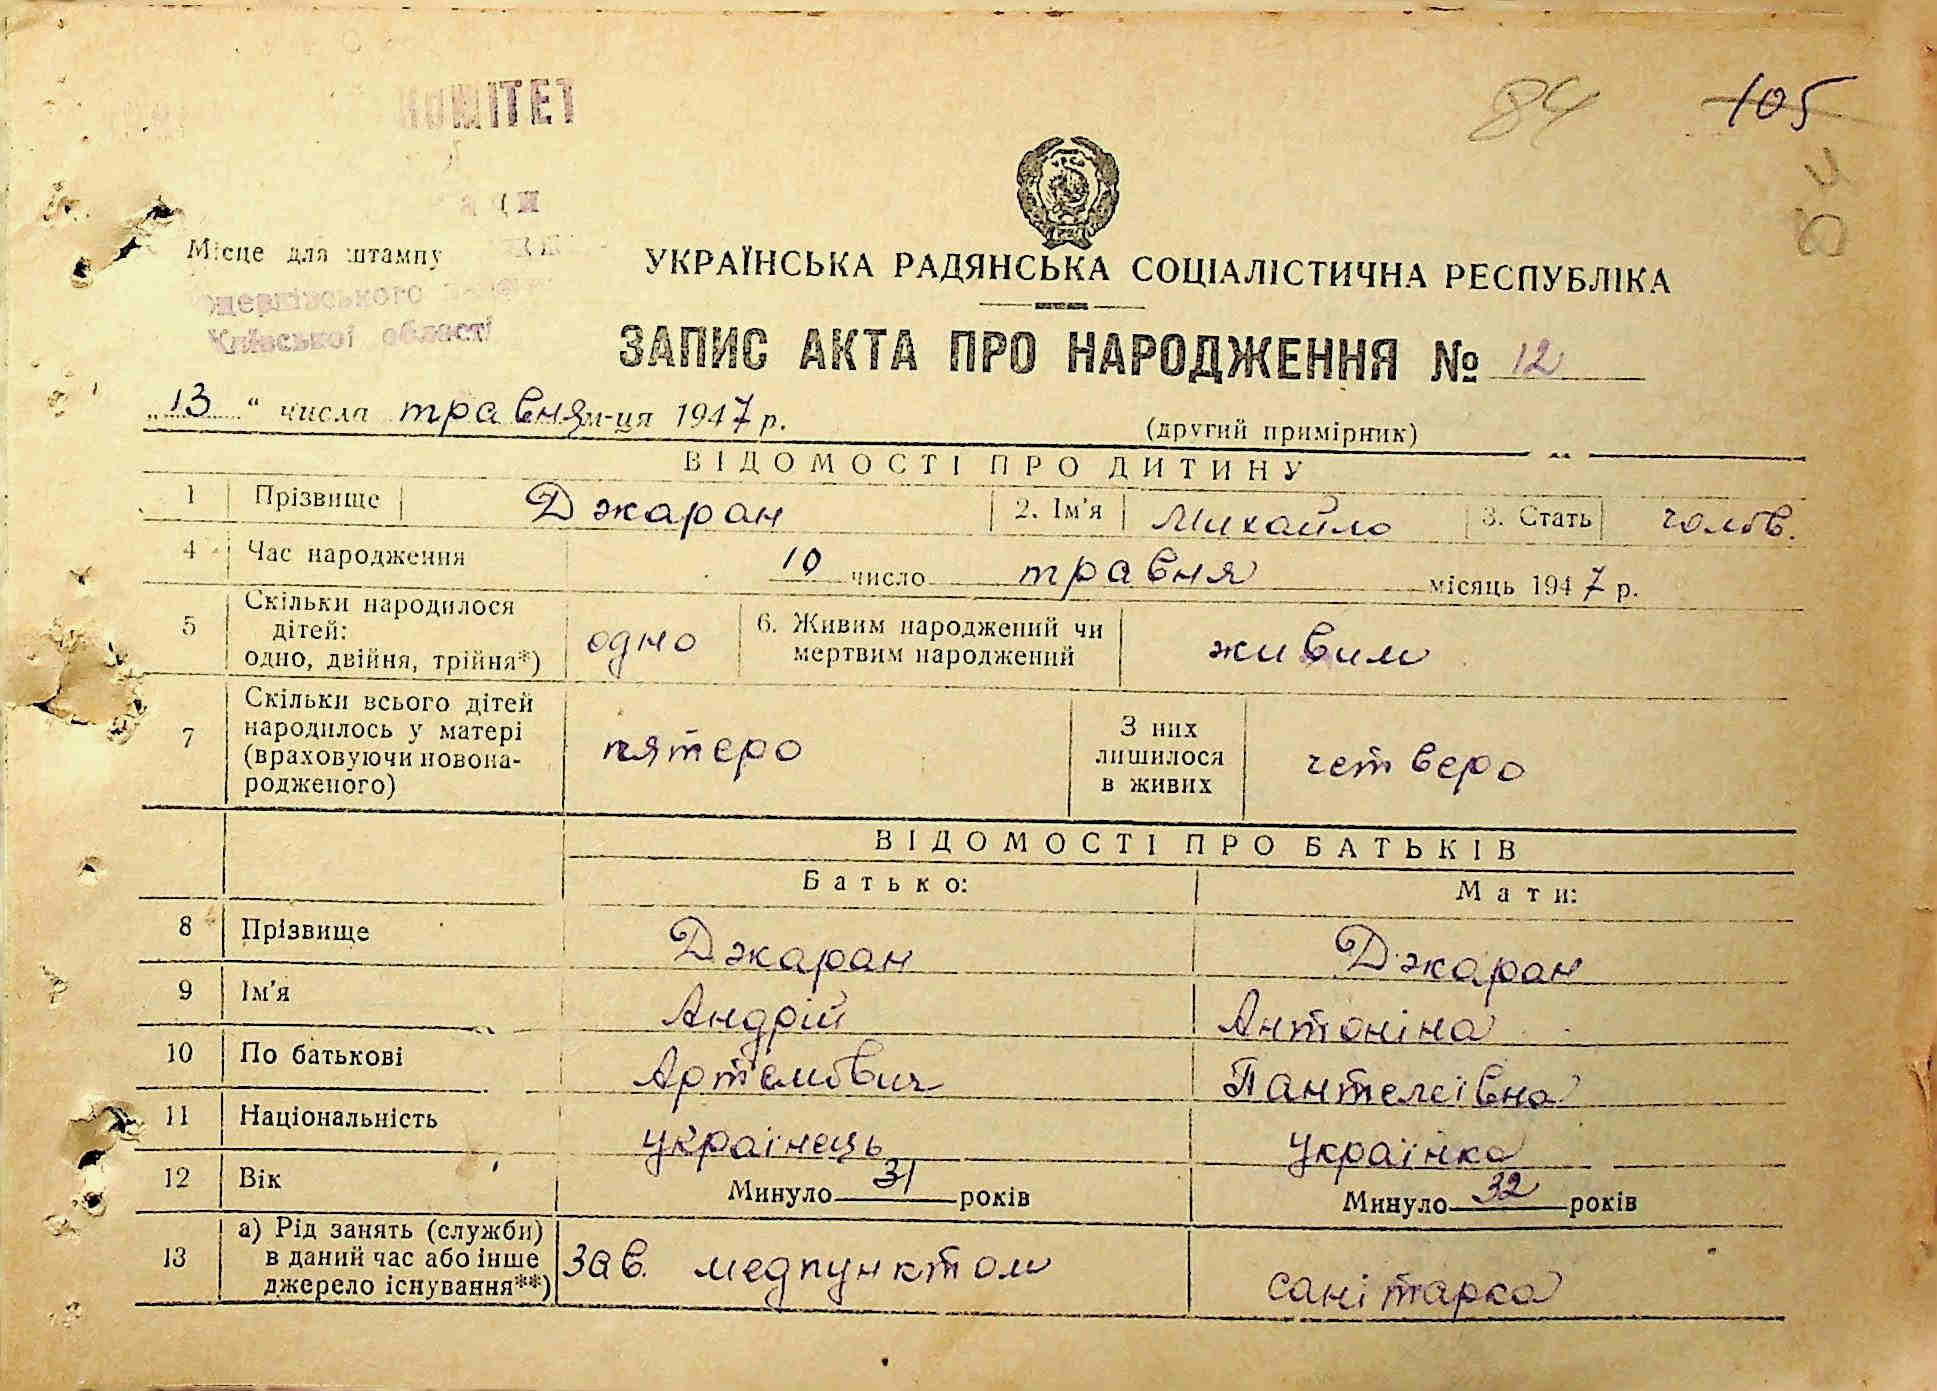 КОМІТЕТ
84 105
84
Місце для штампу
УКРАЇНСЬКА РАДЯНСЬКА СОЦІАЛІСТИЧНА РЕСПУБЛІКА
Київської області
ЗАПИС АКТА ПРО НАРОДЖЕННЯ № 12
„13“ числа травня м-ця 1947 р.
(другий примірник)
ВІДОМОСТІ ПРО ДИТИНУ
1 Прізвище Джаран 2. Ім'я Михайло 3. Стать чолов.
4 Час народження 10 число травня місяць 1947 р.
5 Скільки народилося дітей: одно, двійня, трійня*) одно 6. Живим народжений чи мертвим народжений живим
7 Скільки всього дітей народилось у матері (враховуючи новона-родженого) пятеро З них лишилося в живих четверо
ВІДОМОСТІ ПРО БАТЬКІВ
Батько: Мати:
8 Прізвище Джаран Джаран
9 Ім'я Андрій Антоніна
10 По батькові Артемович Пантелеївна
11 Національність українець українка
12 Вік Минуло 31 років Минуло 32 років
13 а) Рід занять (служби) в даний час або інше джерело існування**) Зав. медпунктом санітарка